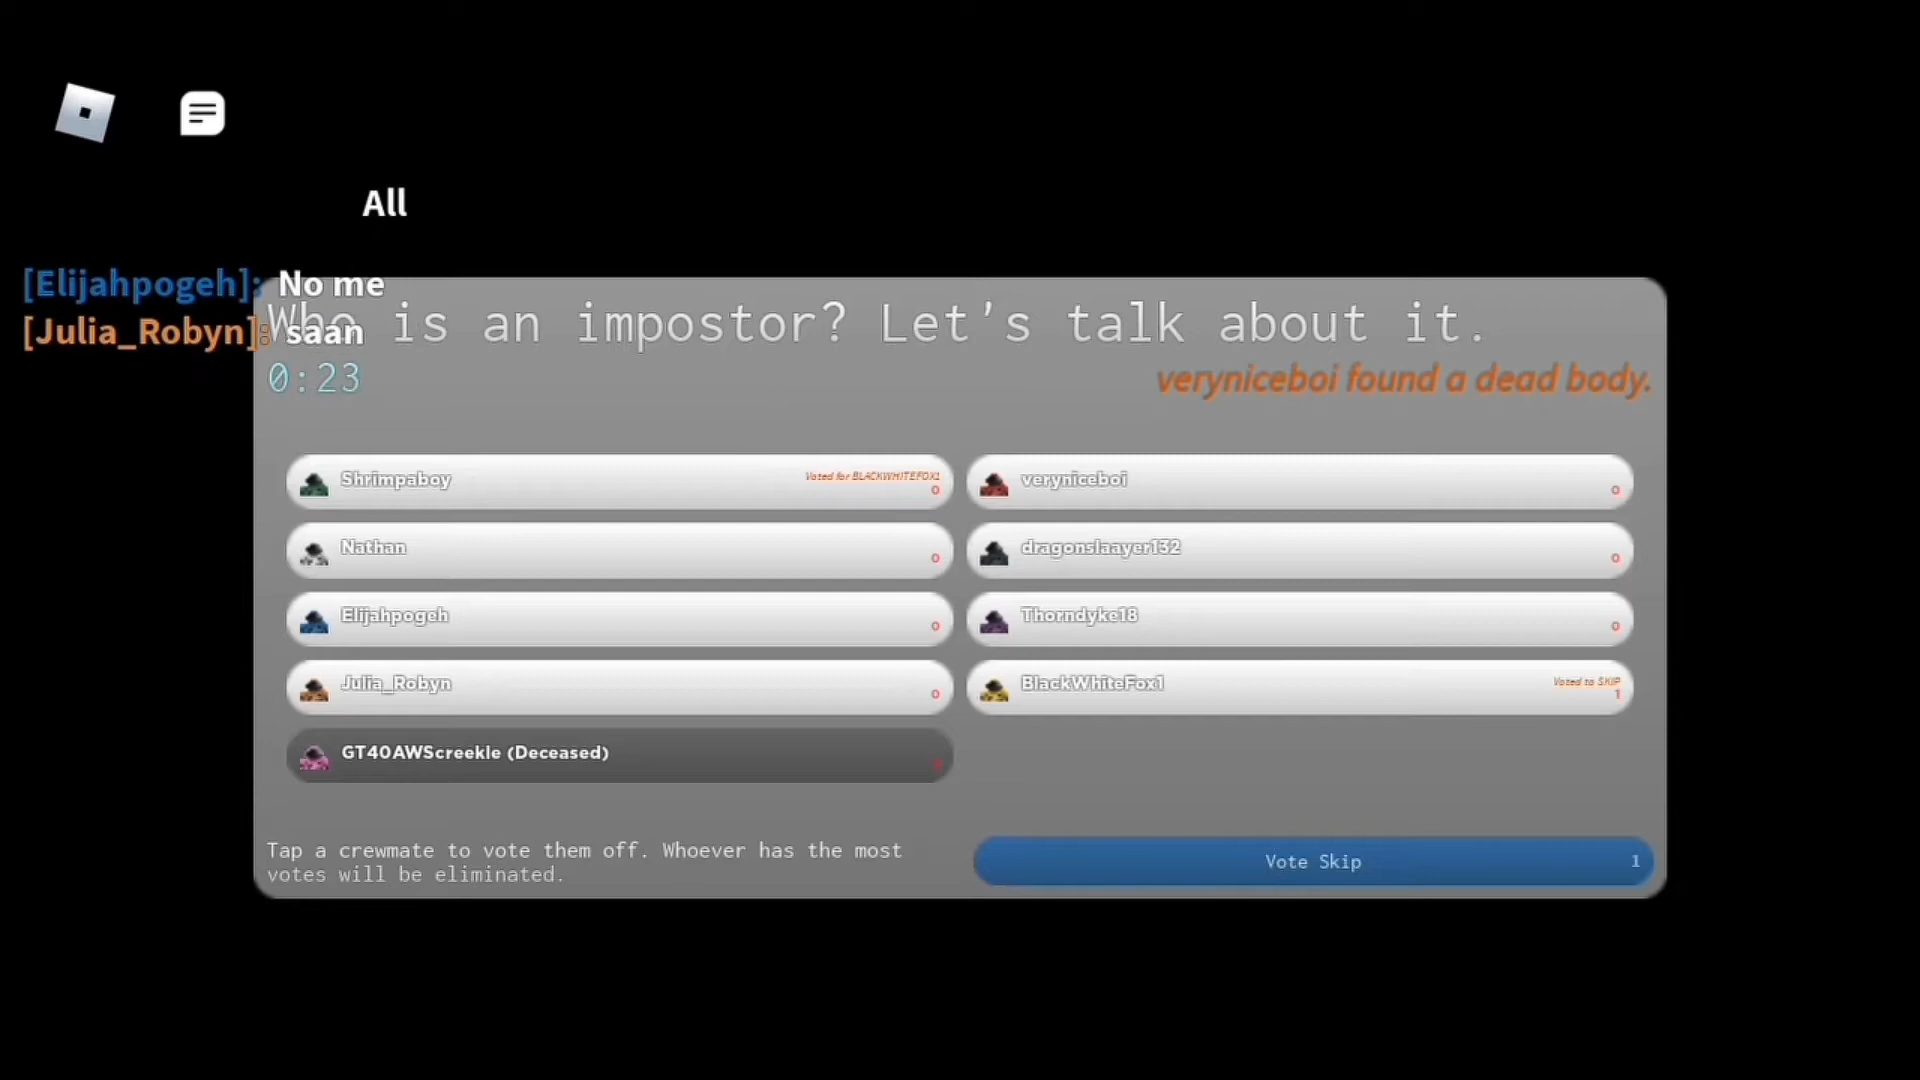 All
[Elijahpogeh]: No me
[Julia_Robyn]: saan
Who is an impostor? Let's talk about it.
0:23
veryniceboi found a dead body.
Shrimpaboy
Voted for BLACKWHITEFOX1
0
veryniceboi
0
Nathan
0
dragonslaayer132
0
Elijahpogeh
0
Thorndyke18
0
Julia_Robyn
0
BlackWhiteFox1
Voted to SKIP
1
GT40AWScreekle (Deceased)
Tap a crewmate to vote them off. Whoever has the most
votes will be eliminated.
Vote Skip
1